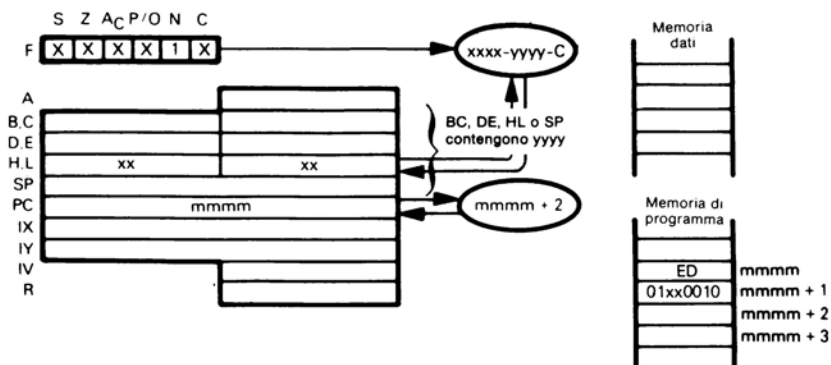 S Z AC P/O N C
F X X X X 1 X
xxxx-yyyy-C
A
B,C
D,E
H,L xx xx
SP
PC mmmm
IX
IY
IV
R
BC, DE, HL o SP
contengono yyyy
mmmm + 2
Memoria
dati
Memoria di
programma
ED mmmm
01xx0010 mmmm + 1
mmmm + 2
mmmm + 3